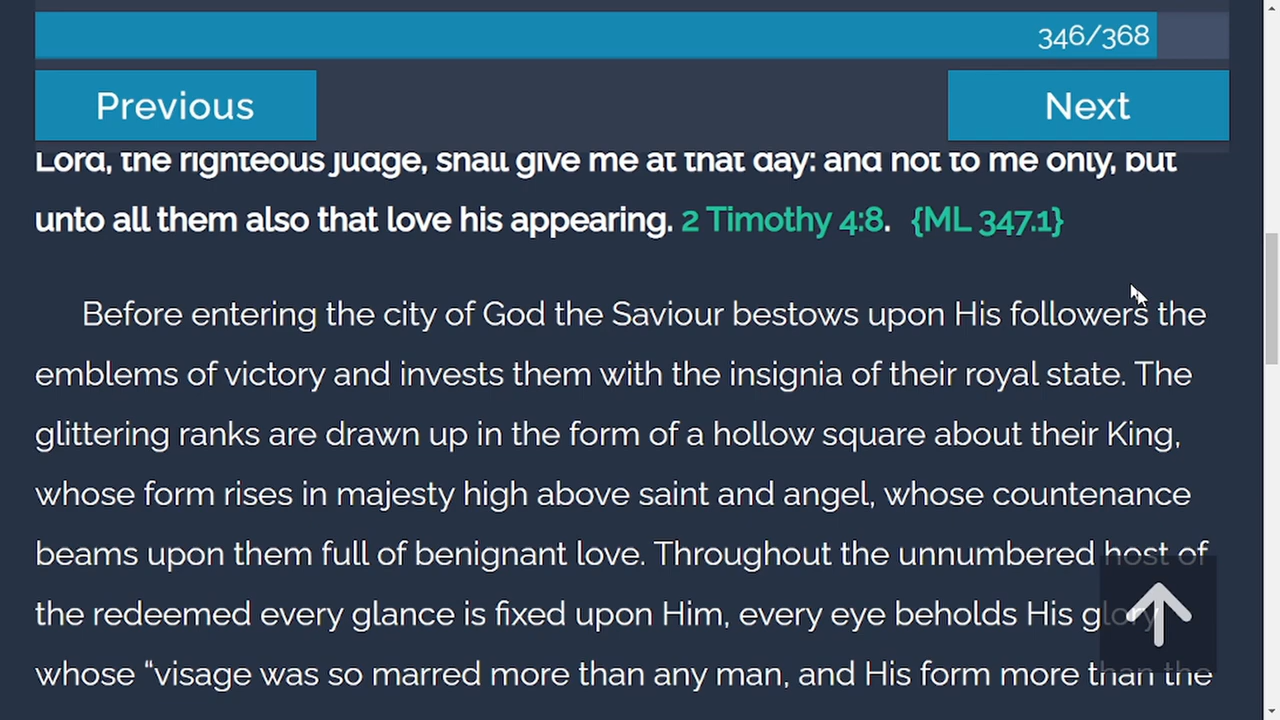 346/368
Previous
Next
Lord, the righteous judge, shall give me at that day: and not to me only, but
unto all them also that love his appearing. 2 Timothy 4:8. {ML 347.1}
Before entering the city of God the Saviour bestows upon His followers the
emblems of victory and invests them with the insignia of their royal state. The
glittering ranks are drawn up in the form of a hollow square about their King,
whose form rises in majesty high above saint and angel, whose countenance
beams upon them full of benignant love. Throughout the unnumbered host of
the redeemed every glance is fixed upon Him, every eye beholds His glory
whose “visage was so marred more than any man, and His form more than the